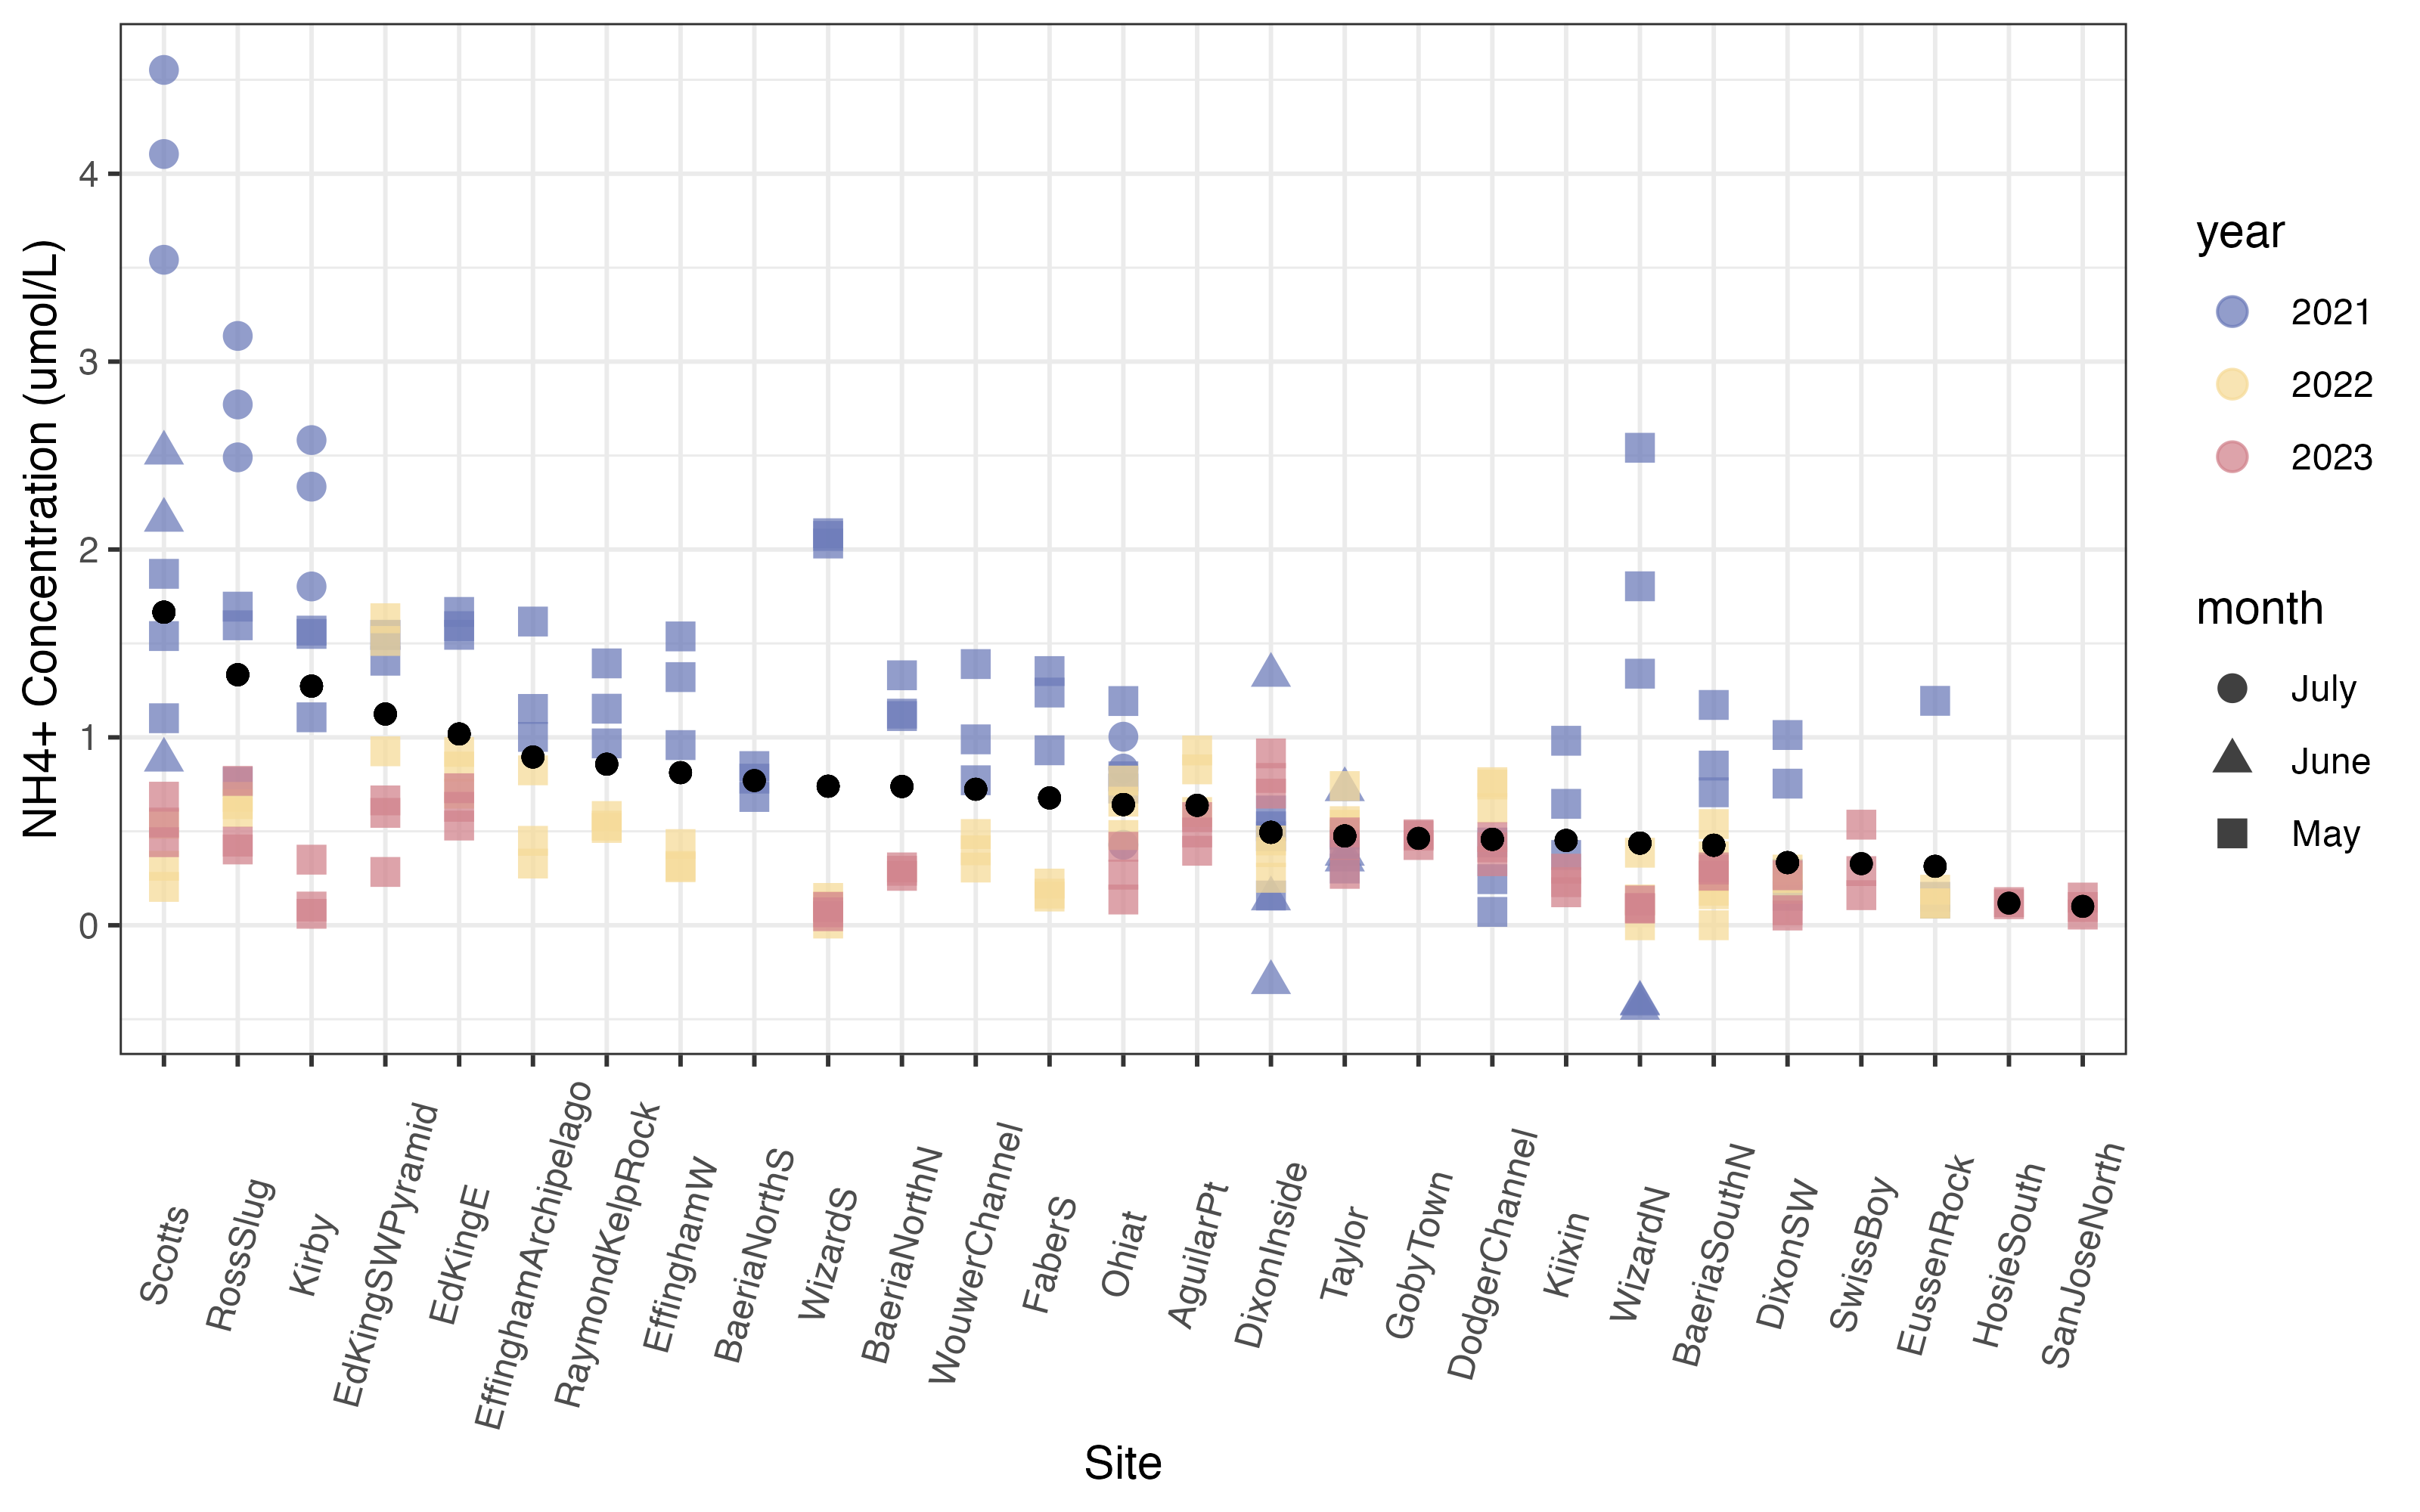 NH4+ Concentration (umol/L)
4
3
2
1
0
Scotts
RossSlug
Kirby
EdKingSWPyramid
EdKingE
EffinghamArchipelago
RaymondKelpRock
EffinghamW
BaeriaNorthS
WizardS
BaeriaNorthN
WouwerChannel
FaberS
Ohiat
AguilarPt
DixonInside
Taylor
GobyTown
DodgerChannel
Kiixin
WizardN
BaeriaSouthN
DixonSW
SwissBoy
EussenRock
HosieSouth
SanJoseNorth
Site
year
2021
2022
2023
month
July
June
May